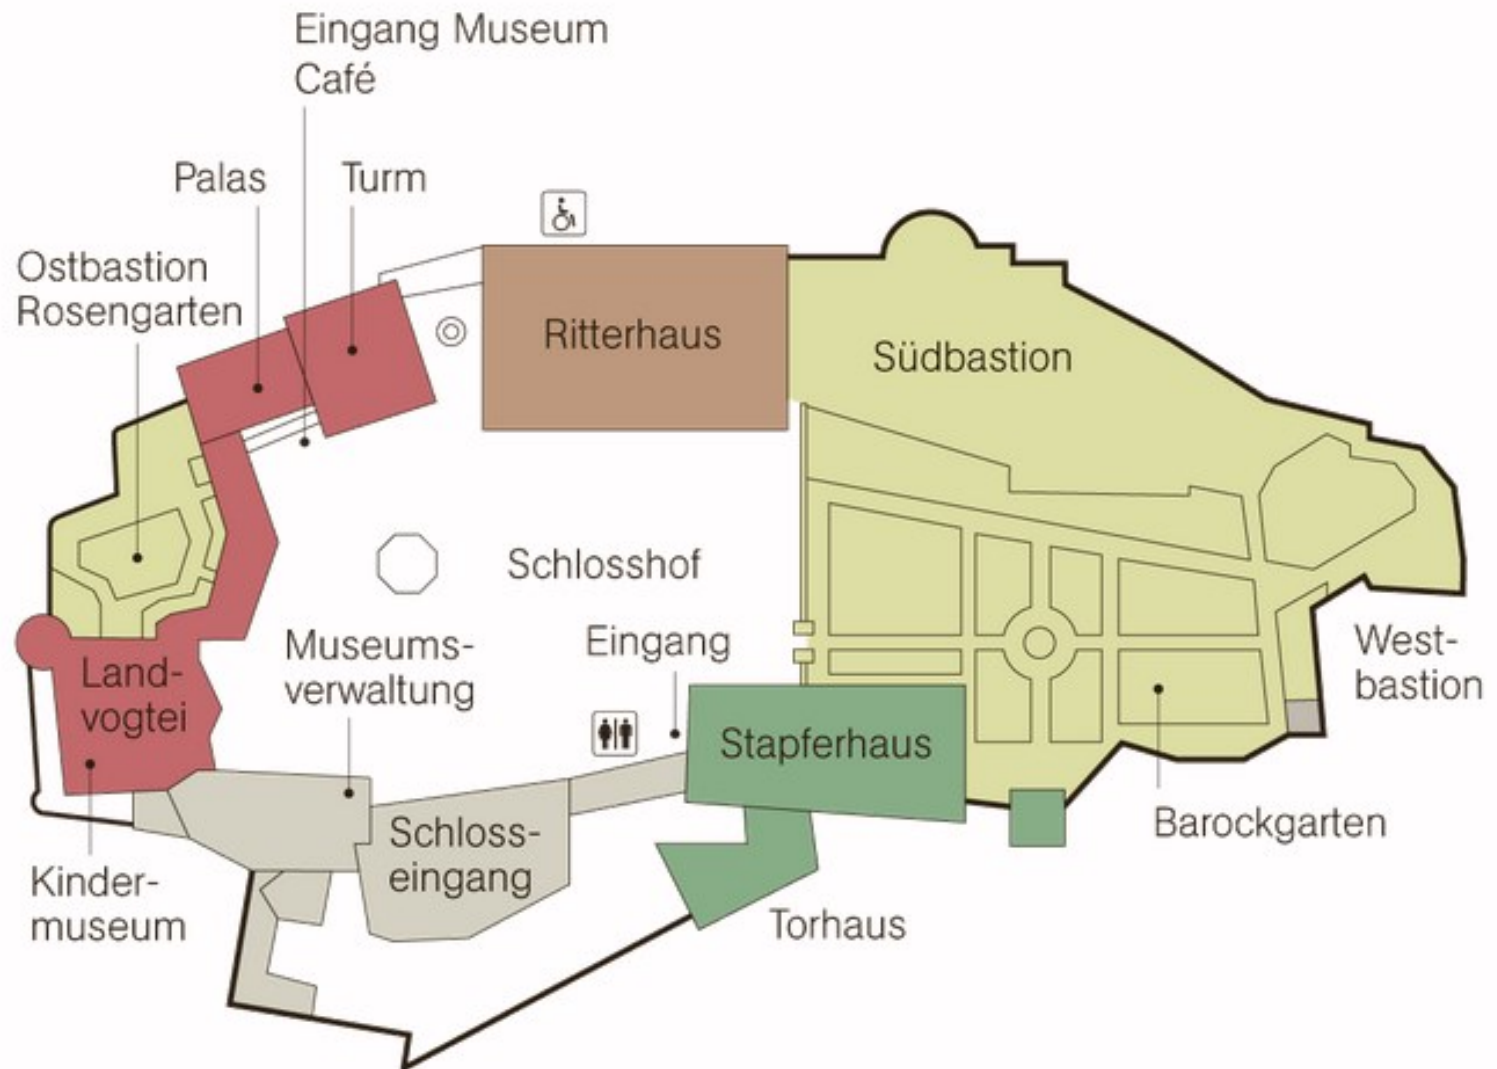 Eingang Museum
Café
Palas
Turm
Ostbastion
Rosengarten
Ritterhaus
Südbastion
Schlosshof
Eingang
Museums-
verwaltung
West-
bastion
Land-
vogtei
Stapferhaus
Barockgarten
Schloss-
eingang
Kinder-
museum
Torhaus